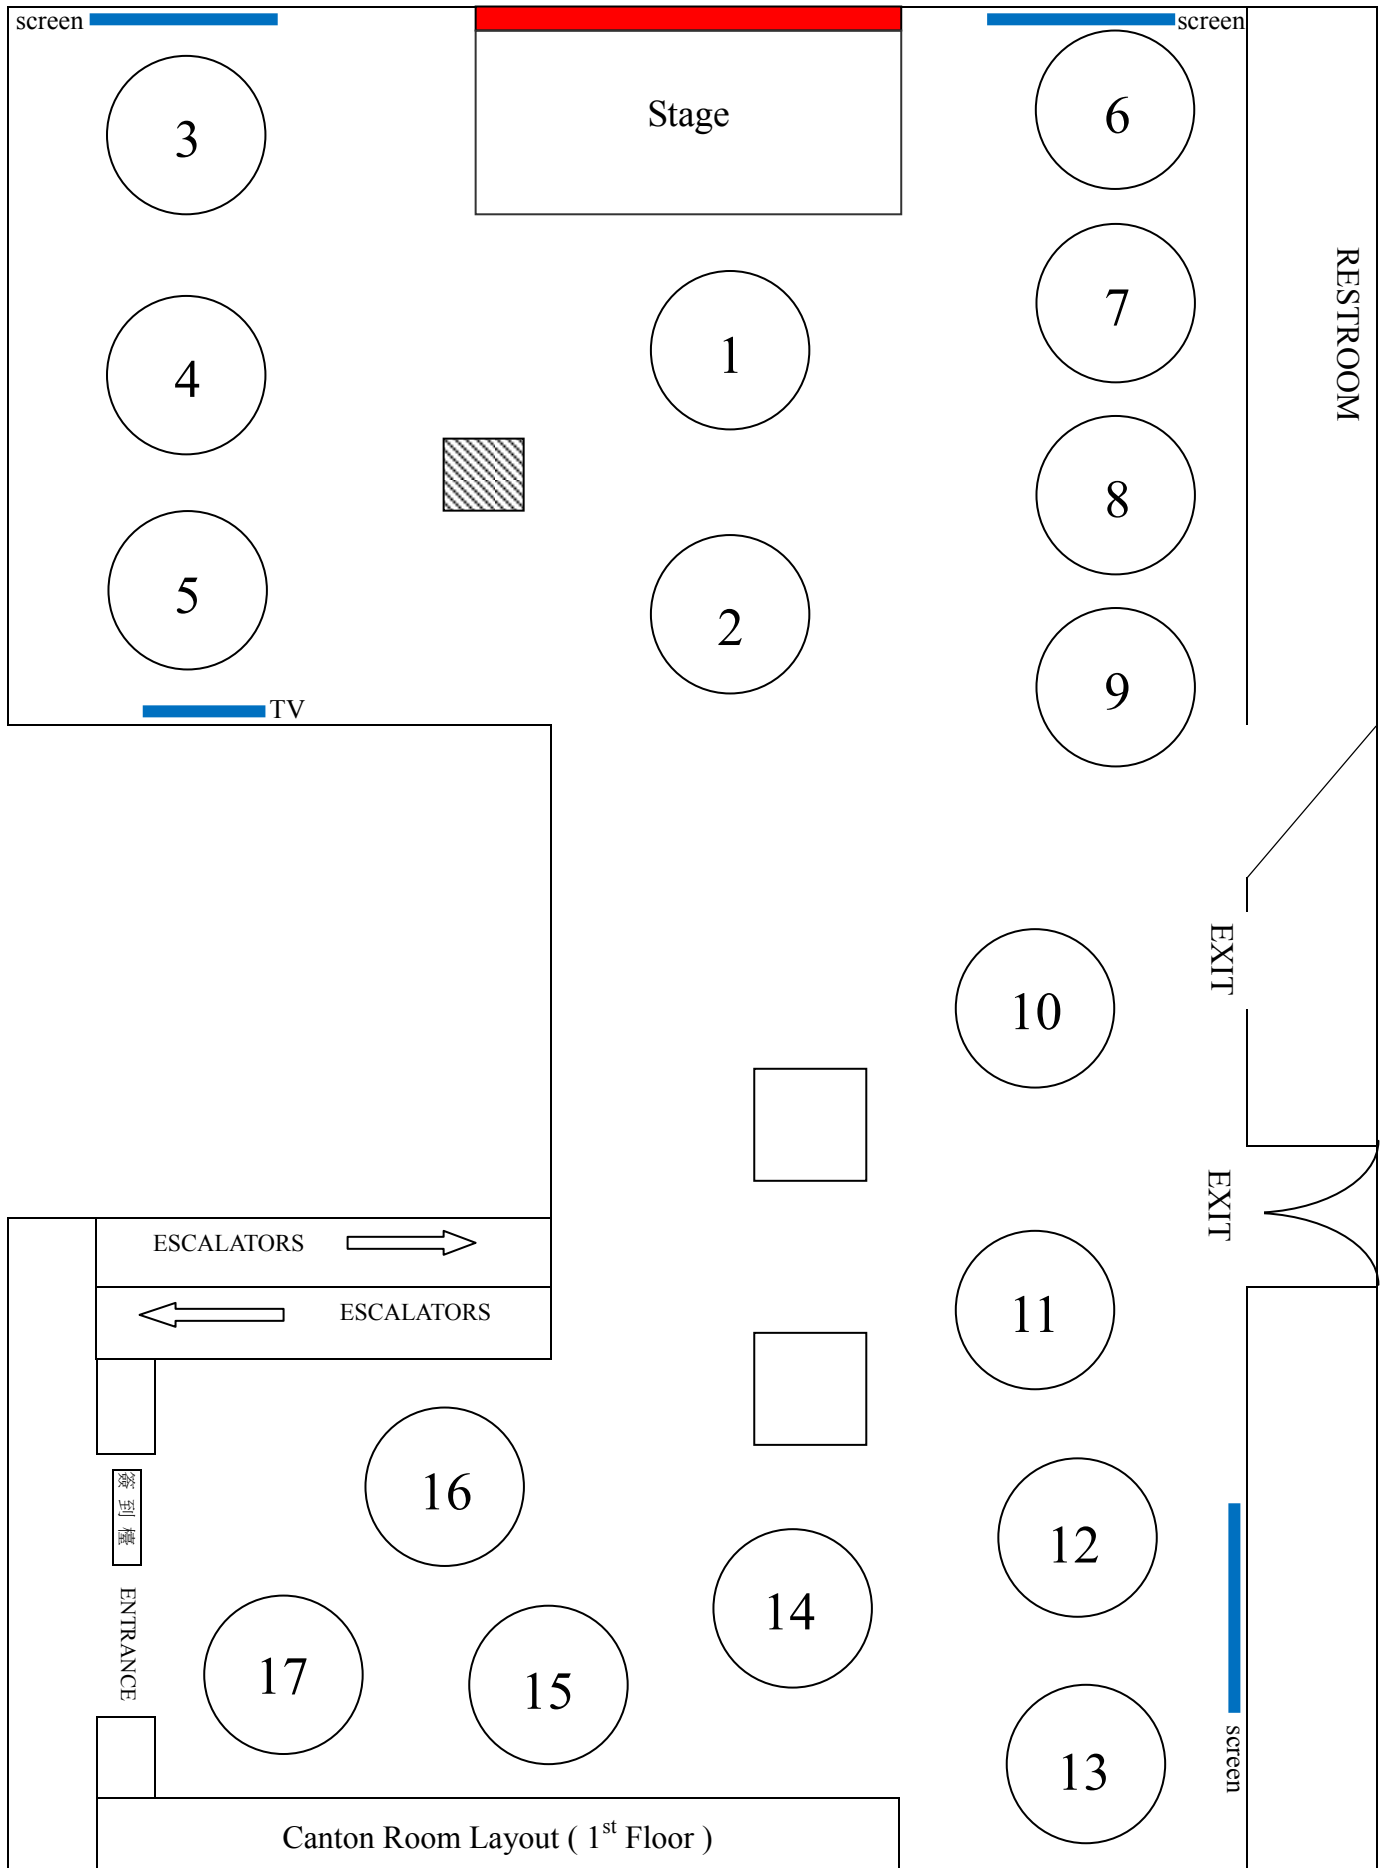 screen
screen
Stage
3
6
7
1
4
RESTROOM
8
5
2
9
TV
EXIT
10
EXIT
ESCALATORS
ESCALATORS
11
16
簽到檯
12
14
ENTRANCE
17
15
screen
13
Canton Room Layout ( 1st Floor )